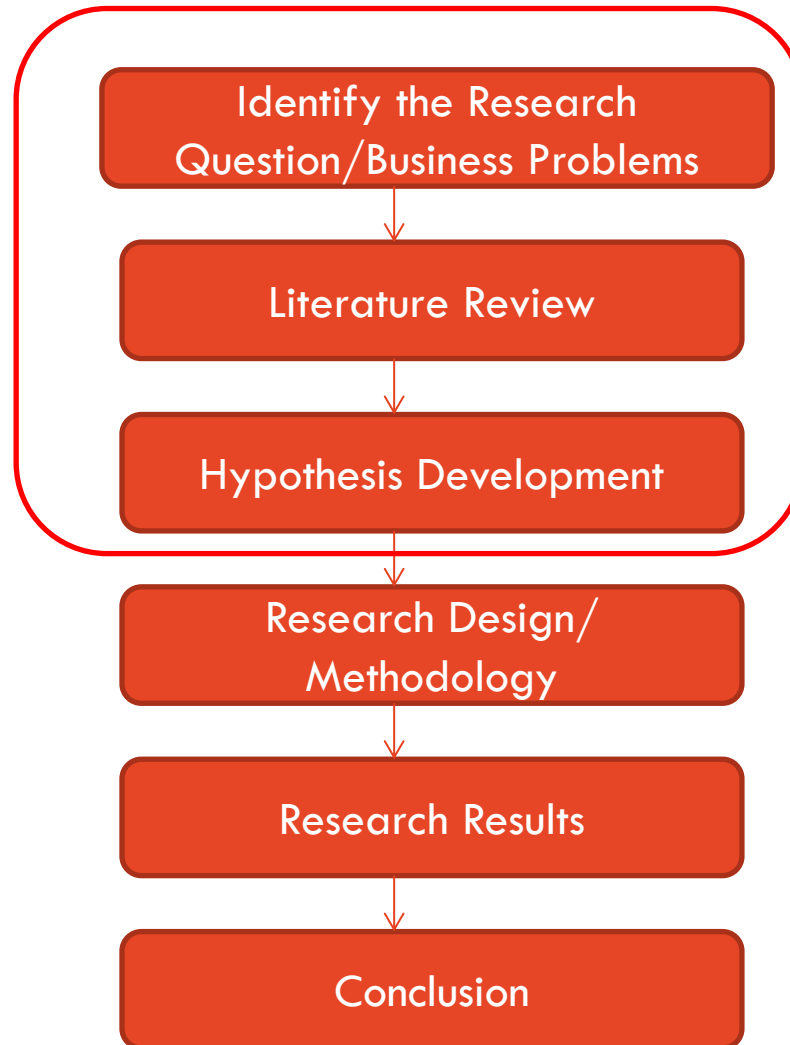 Identify the Research
Question/Business Problems
Literature Review
Hypothesis Development
Research Design/
Methodology
Research Results
Conclusion